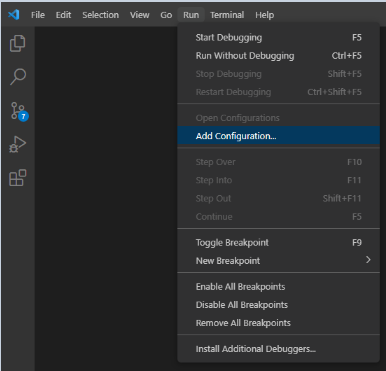 File Edit Selection View Go Run Terminal Help
Start Debugging F5
Run Without Debugging Ctrl+F5
Stop Debugging Shift+F5
Restart Debugging Ctrl+Shift+F5
Open Configurations
Add Configuration...
Step Over F10
Step Into F11
Step Out Shift+F11
Continue F5
Toggle Breakpoint F9
New Breakpoint
Enable All Breakpoints
Disable All Breakpoints
Remove All Breakpoints
Install Additional Debuggers...
7